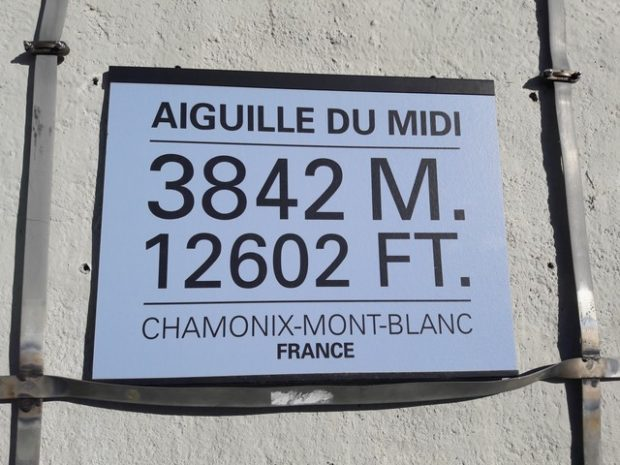 AIGUILLE DU MIDI
3842 M.
12602 FT.
CHAMONIX-MONT-BLANC
FRANCE